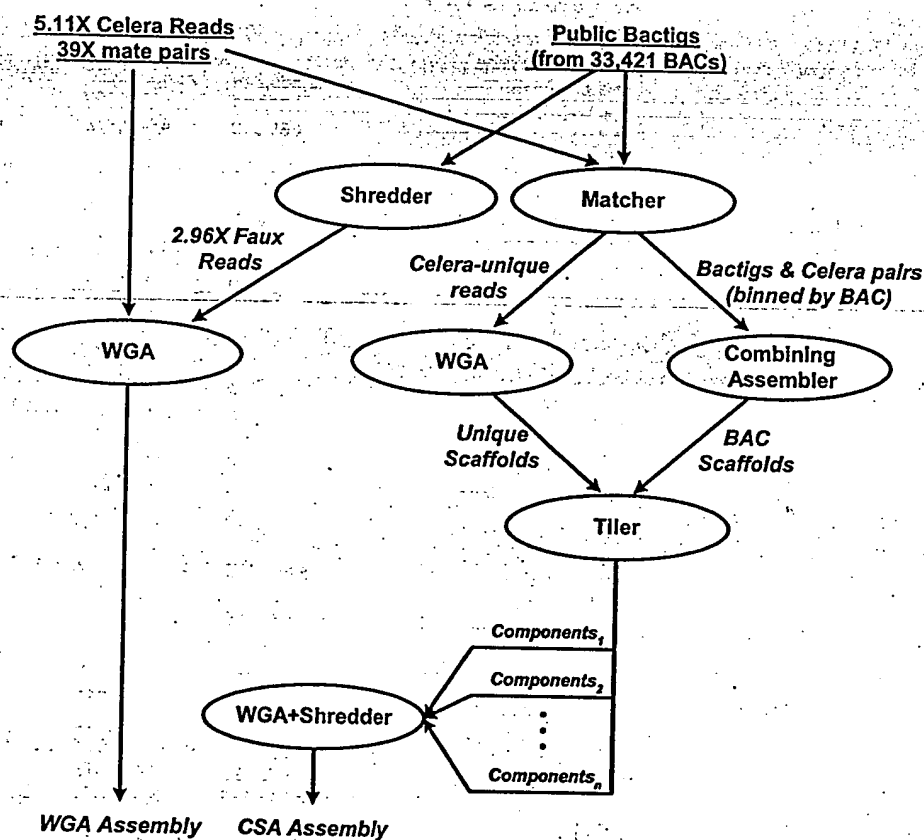 5.11X Celera Reads
39X mate pairs
Public Bactigs
(from 33,421 BACs)
Shredder
Matcher
2.96X Faux
Reads
Celera-unique
reads
Bactigs & Celera pairs
(binned by BAC)
WGA
WGA
Combining
Assembler
Unique
Scaffolds
BAC
Scaffolds
Tiler
Components1
Components2
WGA+Shredder
Componentsn
WGA Assembly
CSA Assembly